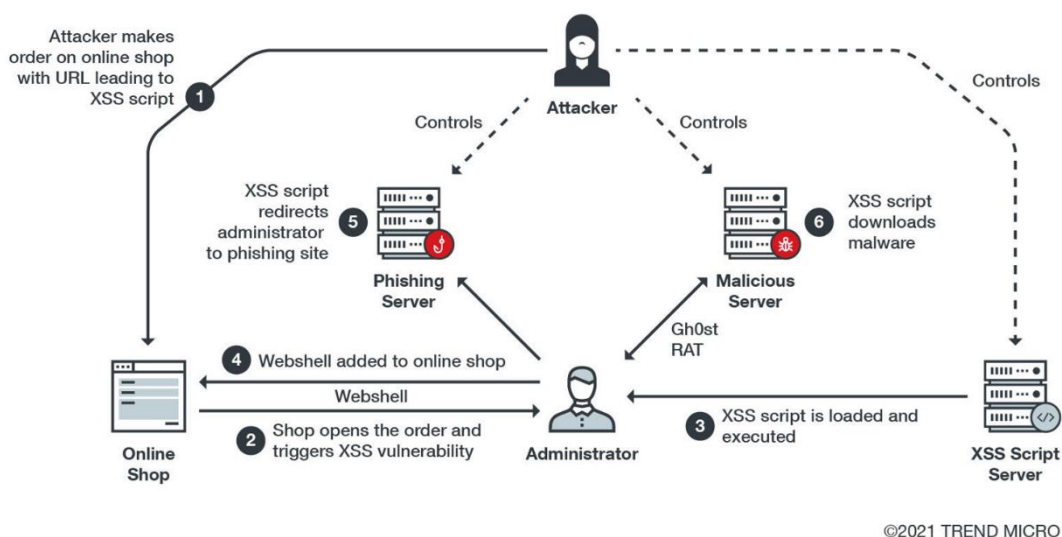 Attacker makes
order on online shop
with URL leading to
XSS script
1
Attacker
Controls
Controls
Controls
XSS script
redirects
administrator
to phishing site
5
Phishing
Server
6
XSS script
downloads
malware
Malicious
Server
Gh0st
RAT
4 Webshell added to online shop
Webshell
2 Shop opens the order and
triggers XSS vulnerability
Online
Shop
Administrator
3 XSS script is loaded and
executed
</>
XSS Script
Server
©2021 TREND MICRO